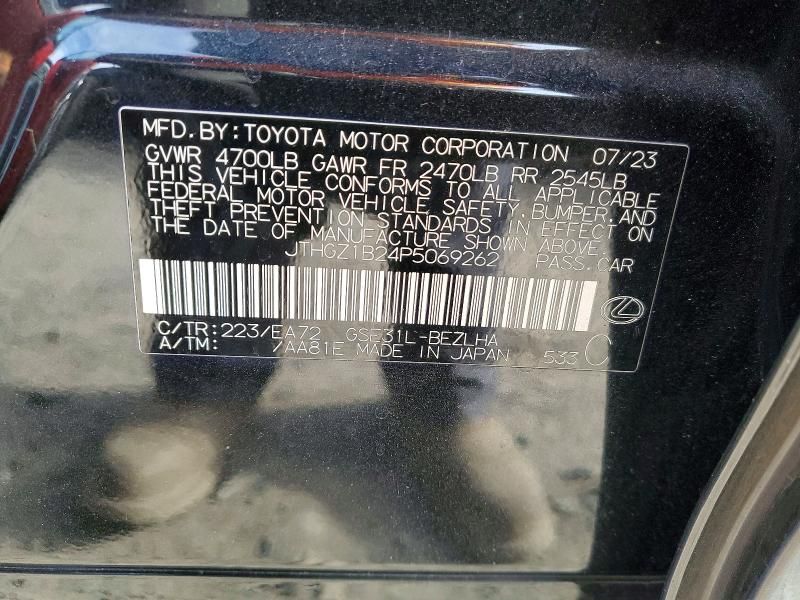 MFD.BY:TOYOTA MOTOR CORPORATION 07/23
GVWR 4700LB GAWR FR 2470LB RR 2545LB
THIS VEHICLE CONFORMS TO ALL APPLICABLE
FEDERAL MOTOR VEHICLE SAFETY,BUMPER,AND
THEFT PREVENTION STANDARDS IN EFFECT ON
THE DATE OF MANUFACTURE SHOWN ABOVE.
JTHGZ1B24P5069262 PASS.CAR
C/TR:223/EA72 GSE31L-BEZLHA
A/TM: /AA81E MADE IN JAPAN 533 C